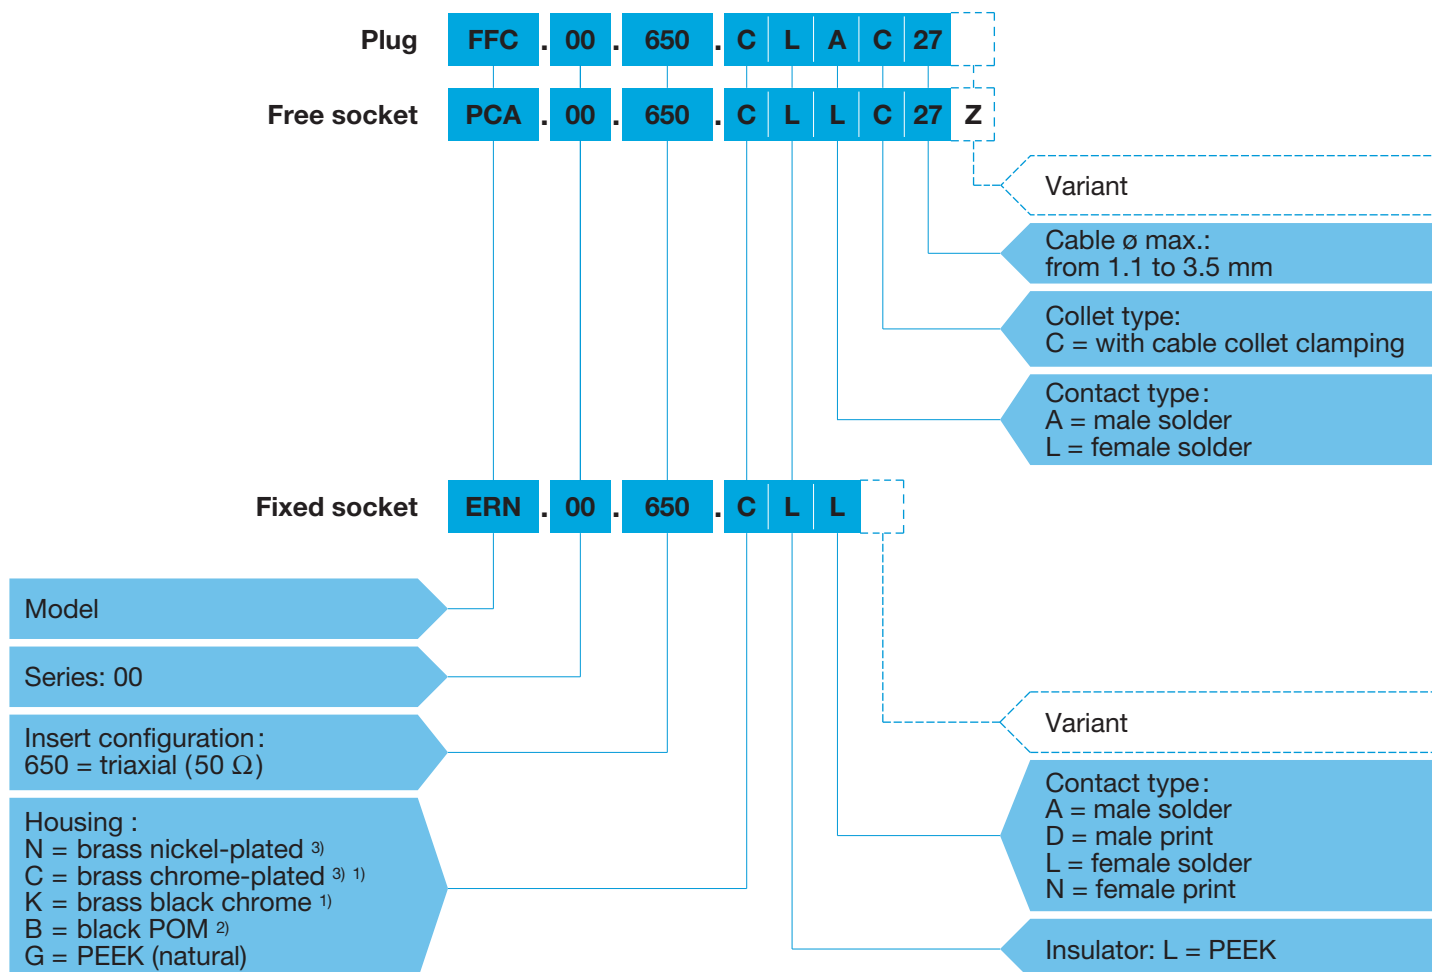 Plug FFC . 00 . 650 . C L A C 27
Free socket PCA . 00 . 650 . C L L C 27 Z
Variant
Cable ø max.:
from 1.1 to 3.5 mm
Collet type:
C = with cable collet clamping
Contact type:
A = male solder
L = female solder
Fixed socket ERN . 00 . 650 . C L L
Model
Series: 00
Insert configuration:
650 = triaxial (50 Ω)
Housing :
N = brass nickel-plated 3)
C = brass chrome-plated 3) 1)
K = brass black chrome 1)
B = black POM 2)
G = PEEK (natural)
Variant
Contact type:
A = male solder
D = male print
L = female solder
N = female print
Insulator: L = PEEK